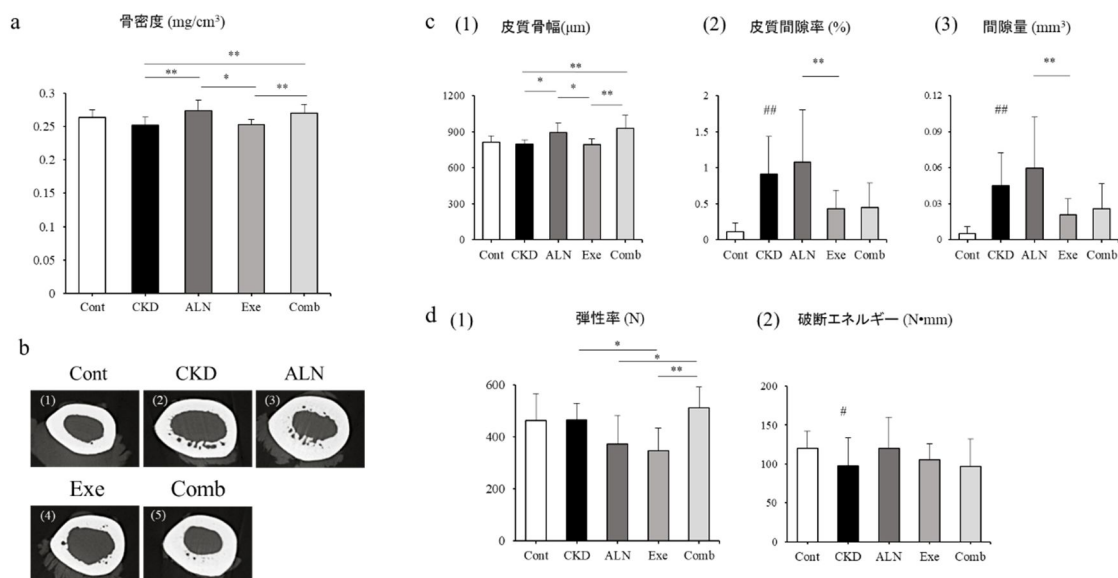 a
骨密度 (mg/cm³)
**
** *
**
0.3
0.25
0.2
0.15
0.1
0.05
0
Cont CKD ALN Exe Comb
b
Cont CKD ALN
(1) (2) (3)
Exe Comb
(4) (5)
c (1) 皮質骨幅(μm)
**
* *
**
1200
900
600
300
0
Cont CKD ALN Exe Comb
(2) 皮質間隙率 (%)
**
##
2
1.5
1
0.5
0
Cont CKD ALN Exe Comb
(3) 間隙量 (mm³)
**
##
0.12
0.09
0.06
0.03
0
Cont CKD ALN Exe Comb
d (1) 弾性率 (N)
*
*
**
600
400
200
0
Cont CKD ALN Exe Comb
(2) 破断エネルギー (N•mm)
#
200
150
100
50
0
Cont CKD ALN Exe Comb